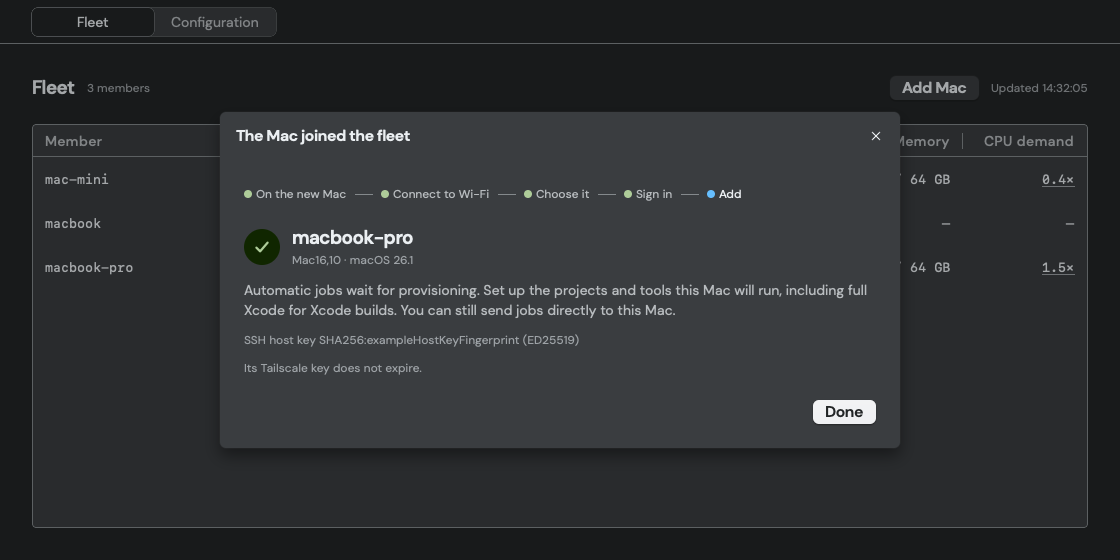 Fleet
Configuration
Fleet
3 members
Add Mac
Updated 14:32:05
Member
Memory
CPU demand
mac-mini
64 GB
0.4×
macbook
—
—
macbook-pro
64 GB
1.5×
The Mac joined the fleet
On the new Mac
Connect to Wi-Fi
Choose it
Sign in
Add
macbook-pro
Mac16,10 · macOS 26.1
Automatic jobs wait for provisioning. Set up the projects and tools this Mac will run, including full
Xcode for Xcode builds. You can still send jobs directly to this Mac.
SSH host key SHA256:exampleHostKeyFingerprint (ED25519)
Its Tailscale key does not expire.
Done